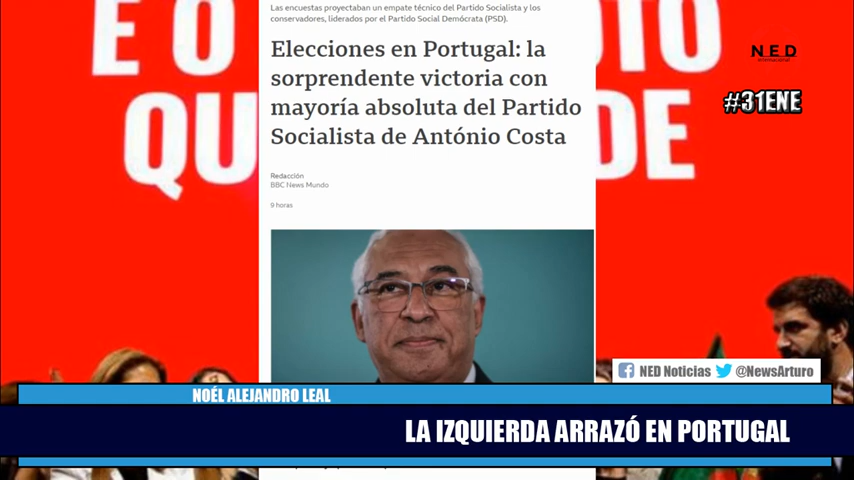 Las encuestas proyectaban un empate técnico del Partido Socialista y los
conservadores, liderados por el Partido Social Demócrata (PSD).
Elecciones en Portugal: la
sorprendente victoria con
mayoría absoluta del Partido
Socialista de António Costa
Redacción
BBC News Mundo
9 horas
E O
OTO
QU
DE
NED
internacional
#31ENE
NED Noticias
@NewsArturo
NOÉL ALEJANDRO LEAL
LA IZQUIERDA ARRAZÓ EN PORTUGAL